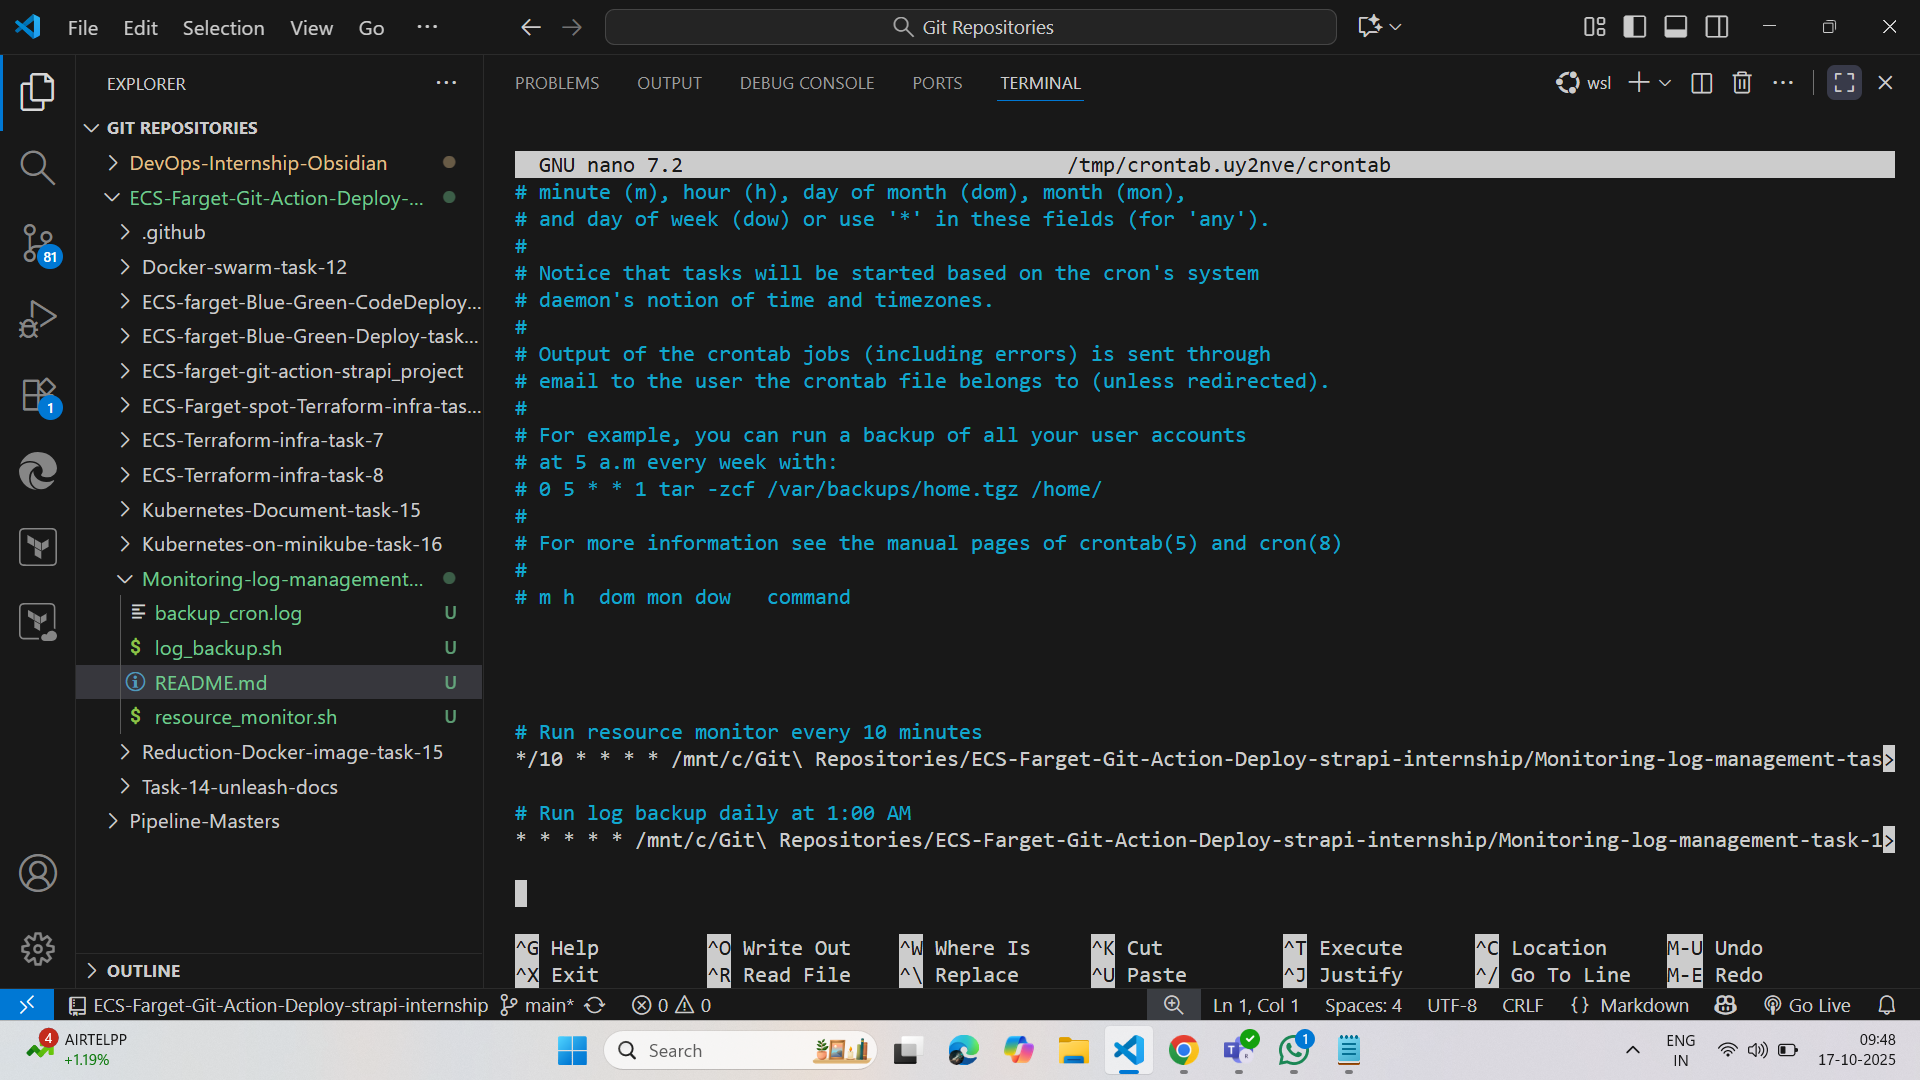 File Edit Selection View Go ··· Git Repositories
EXPLORER ···
GIT REPOSITORIES
DevOps-Internship-Obsidian
ECS-Farget-Git-Action-Deploy-...
.github
Docker-swarm-task-12
ECS-farget-Blue-Green-CodeDeploy...
ECS-farget-Blue-Green-Deploy-task...
ECS-farget-git-action-strapi_project
ECS-Farget-spot-Terraform-infra-tas...
ECS-Terraform-infra-task-7
ECS-Terraform-infra-task-8
Kubernetes-Document-task-15
Kubernetes-on-minikube-task-16
Monitoring-log-management...
backup_cron.log U
$ log_backup.sh U
README.md U
$ resource_monitor.sh U
Reduction-Docker-image-task-15
Task-14-unleash-docs
Pipeline-Masters
OUTLINE
81
1
PROBLEMS OUTPUT DEBUG CONSOLE PORTS TERMINAL wsl
GNU nano 7.2 /tmp/crontab.uy2nve/crontab
# minute (m), hour (h), day of month (dom), month (mon),
# and day of week (dow) or use '*' in these fields (for 'any').
#
# Notice that tasks will be started based on the cron's system
# daemon's notion of time and timezones.
#
# Output of the crontab jobs (including errors) is sent through
# email to the user the crontab file belongs to (unless redirected).
#
# For example, you can run a backup of all your user accounts
# at 5 a.m every week with:
# 0 5 * * 1 tar -zcf /var/backups/home.tgz /home/
#
# For more information see the manual pages of crontab(5) and cron(8)
#
# m h  dom mon dow   command
# Run resource monitor every 10 minutes
*/10 * * * * /mnt/c/Git\ Repositories/ECS-Farget-Git-Action-Deploy-strapi-internship/Monitoring-log-management-tas>
# Run log backup daily at 1:00 AM
* * * * * /mnt/c/Git\ Repositories/ECS-Farget-Git-Action-Deploy-strapi-internship/Monitoring-log-management-task-1>
^G Help ^O Write Out ^W Where Is ^K Cut ^T Execute ^C Location M-U Undo
^X Exit ^R Read File ^\ Replace ^U Paste ^J Justify ^/ Go To Line M-E Redo
ECS-Farget-Git-Action-Deploy-strapi-internship main* 0 0 Ln 1, Col 1 Spaces: 4 UTF-8 CRLF {} Markdown Go Live
4 AIRTELPP
+1.19%
Search
1
ENG
IN
09:48
17-10-2025